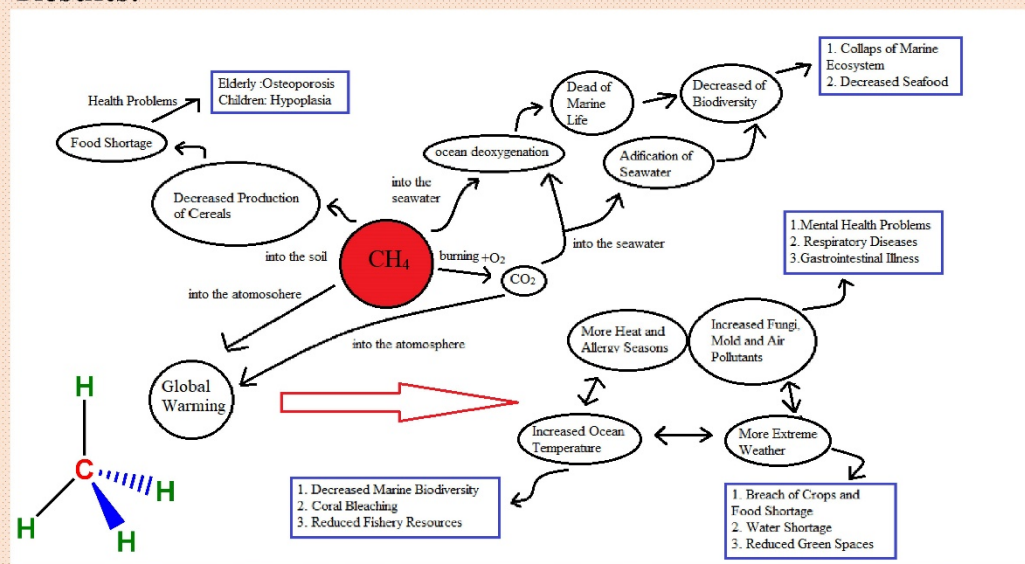 Health Problems
Elderly :Osteoporosis
Children: Hypoplasia
Food Shortage
Decreased Production
of Cereals
into the soil
CH₄
into the
seawater
ocean deoxygenation
Dead of
Marine
Life
Decreased of
Biodiversity
1. Collaps of Marine
Ecosystem
2. Decreased Seafood
Adification of
Seawater
burning +O₂
CO₂
into the seawater
into the atomosohere
into the atomosphere
Global
Warming
More Heat and
Allergy Seasons
Increased Fungi,
Mold and Air
Pollutants
1.Mental Health Problems
2. Respiratory Diseases
3.Gastrointestinal Illness
Increased Ocean
Temperature
More Extreme
Weather
1. Decreased Marine Biodiversity
2. Coral Bleaching
3. Reduced Fishery Resources
1. Breach of Crops and
Food Shortage
2. Water Shortage
3. Reduced Green Spaces
H
C
H
H
H